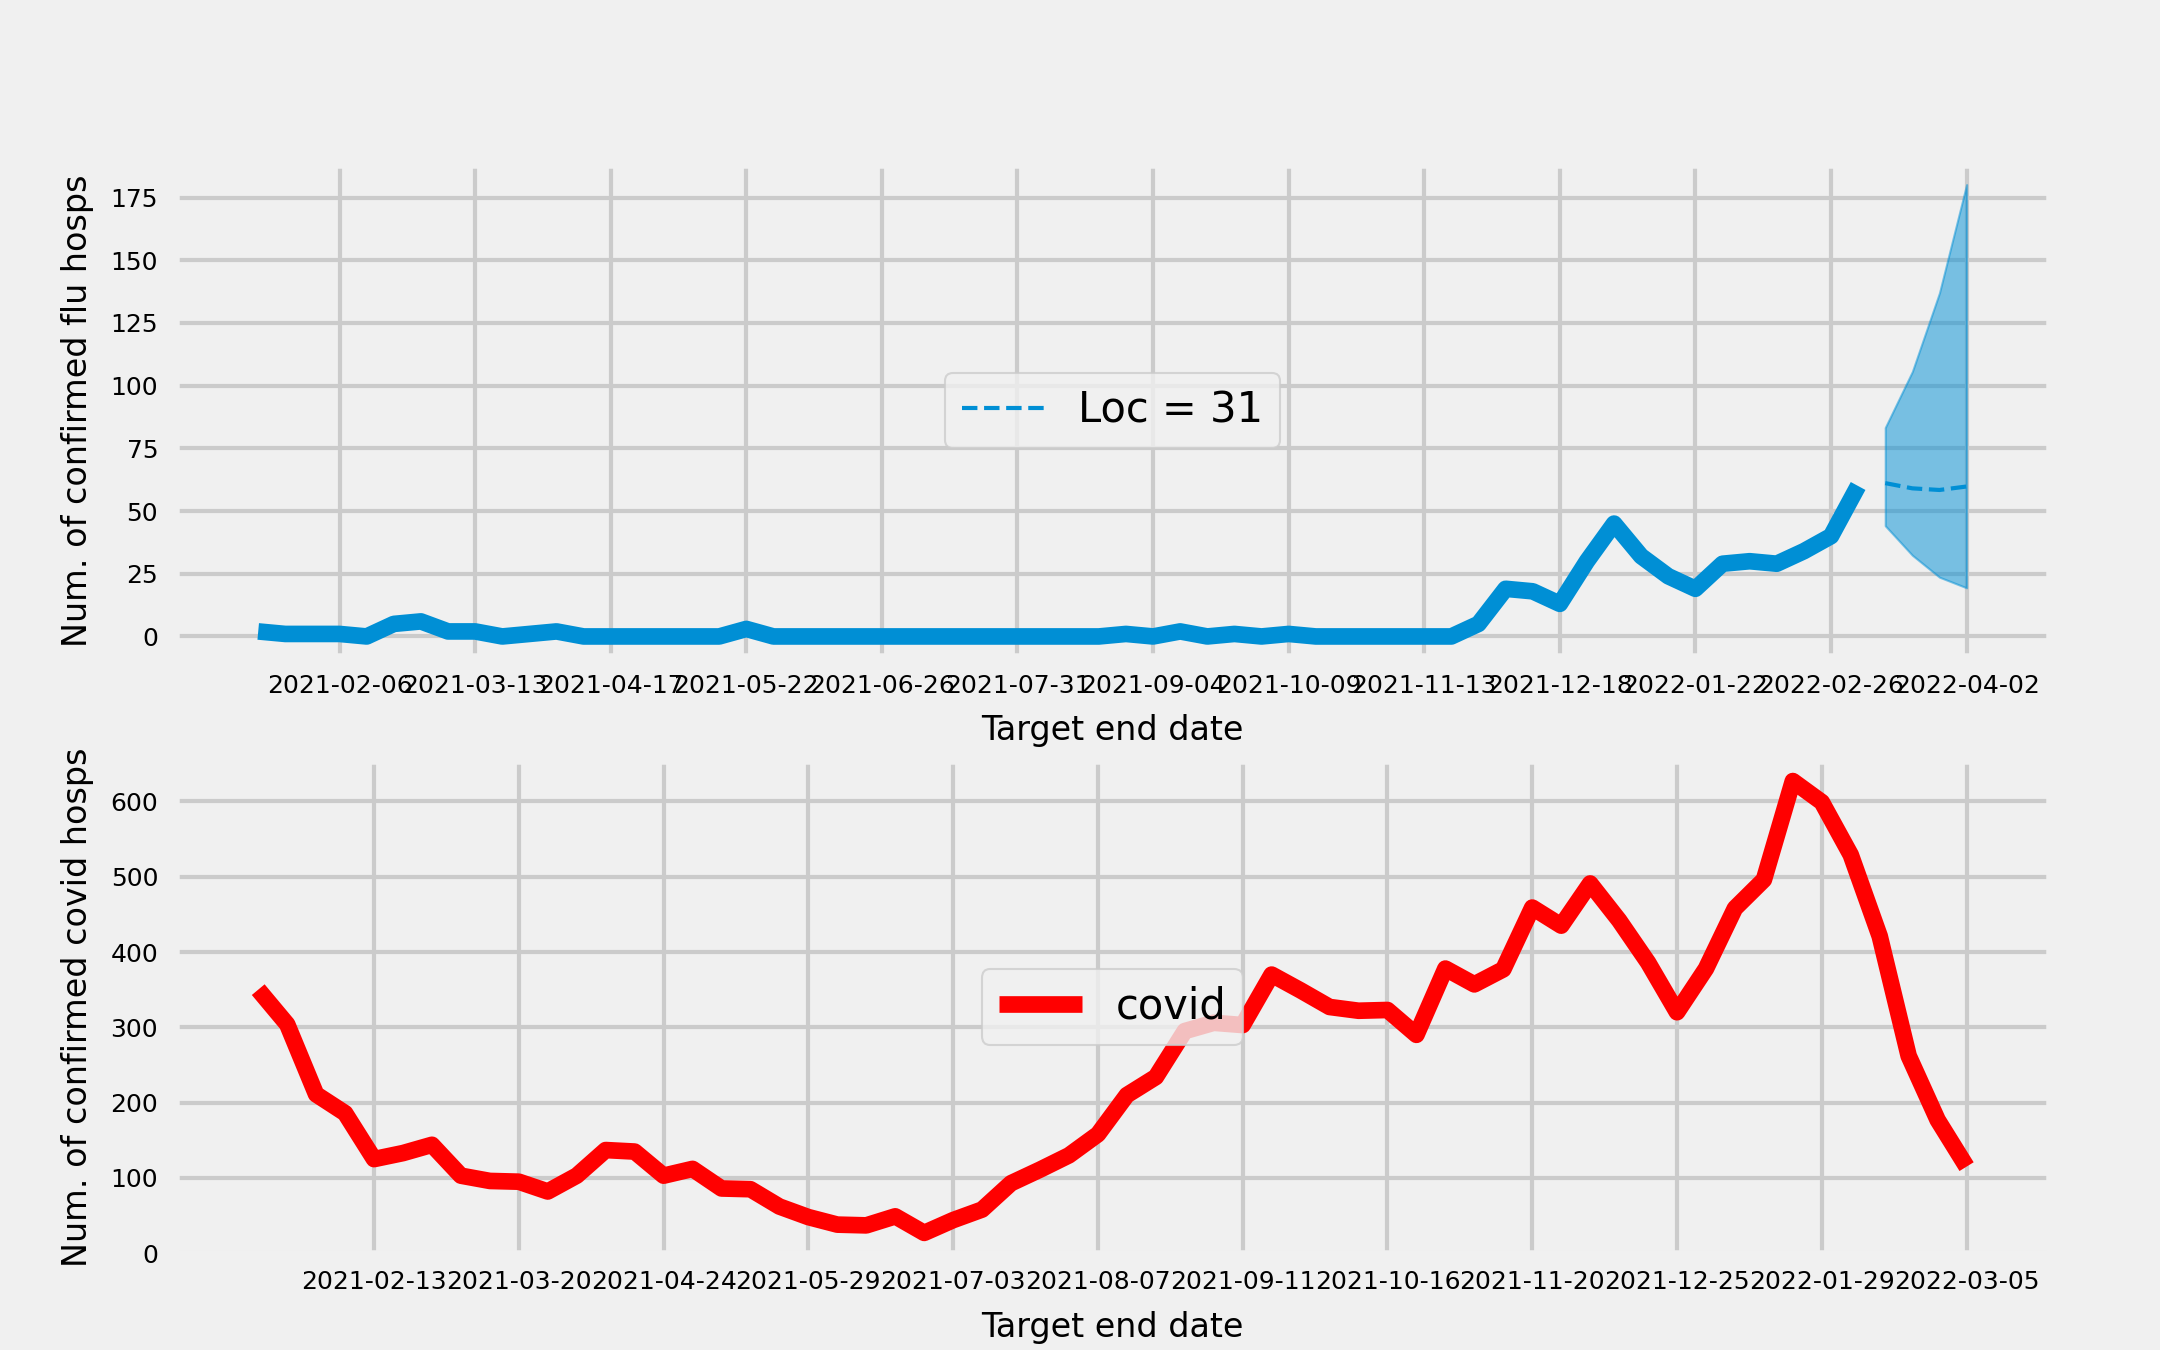 Num. of confirmed flu hosps
175
150
125
100
75
50
25
0
Loc = 31
2021-02-06 2021-03-13 2021-04-17 2021-05-22 2021-06-26 2021-07-31 2021-09-04 2021-10-09 2021-11-13 2021-12-18 2022-01-22 2022-02-26 2022-04-02
Target end date
Num. of confirmed covid hosps
600
500
400
300
200
100
0
covid
2021-02-13 2021-03-20 2021-04-24 2021-05-29 2021-07-03 2021-08-07 2021-09-11 2021-10-16 2021-11-20 2021-12-25 2022-01-29 2022-03-05
Target end date